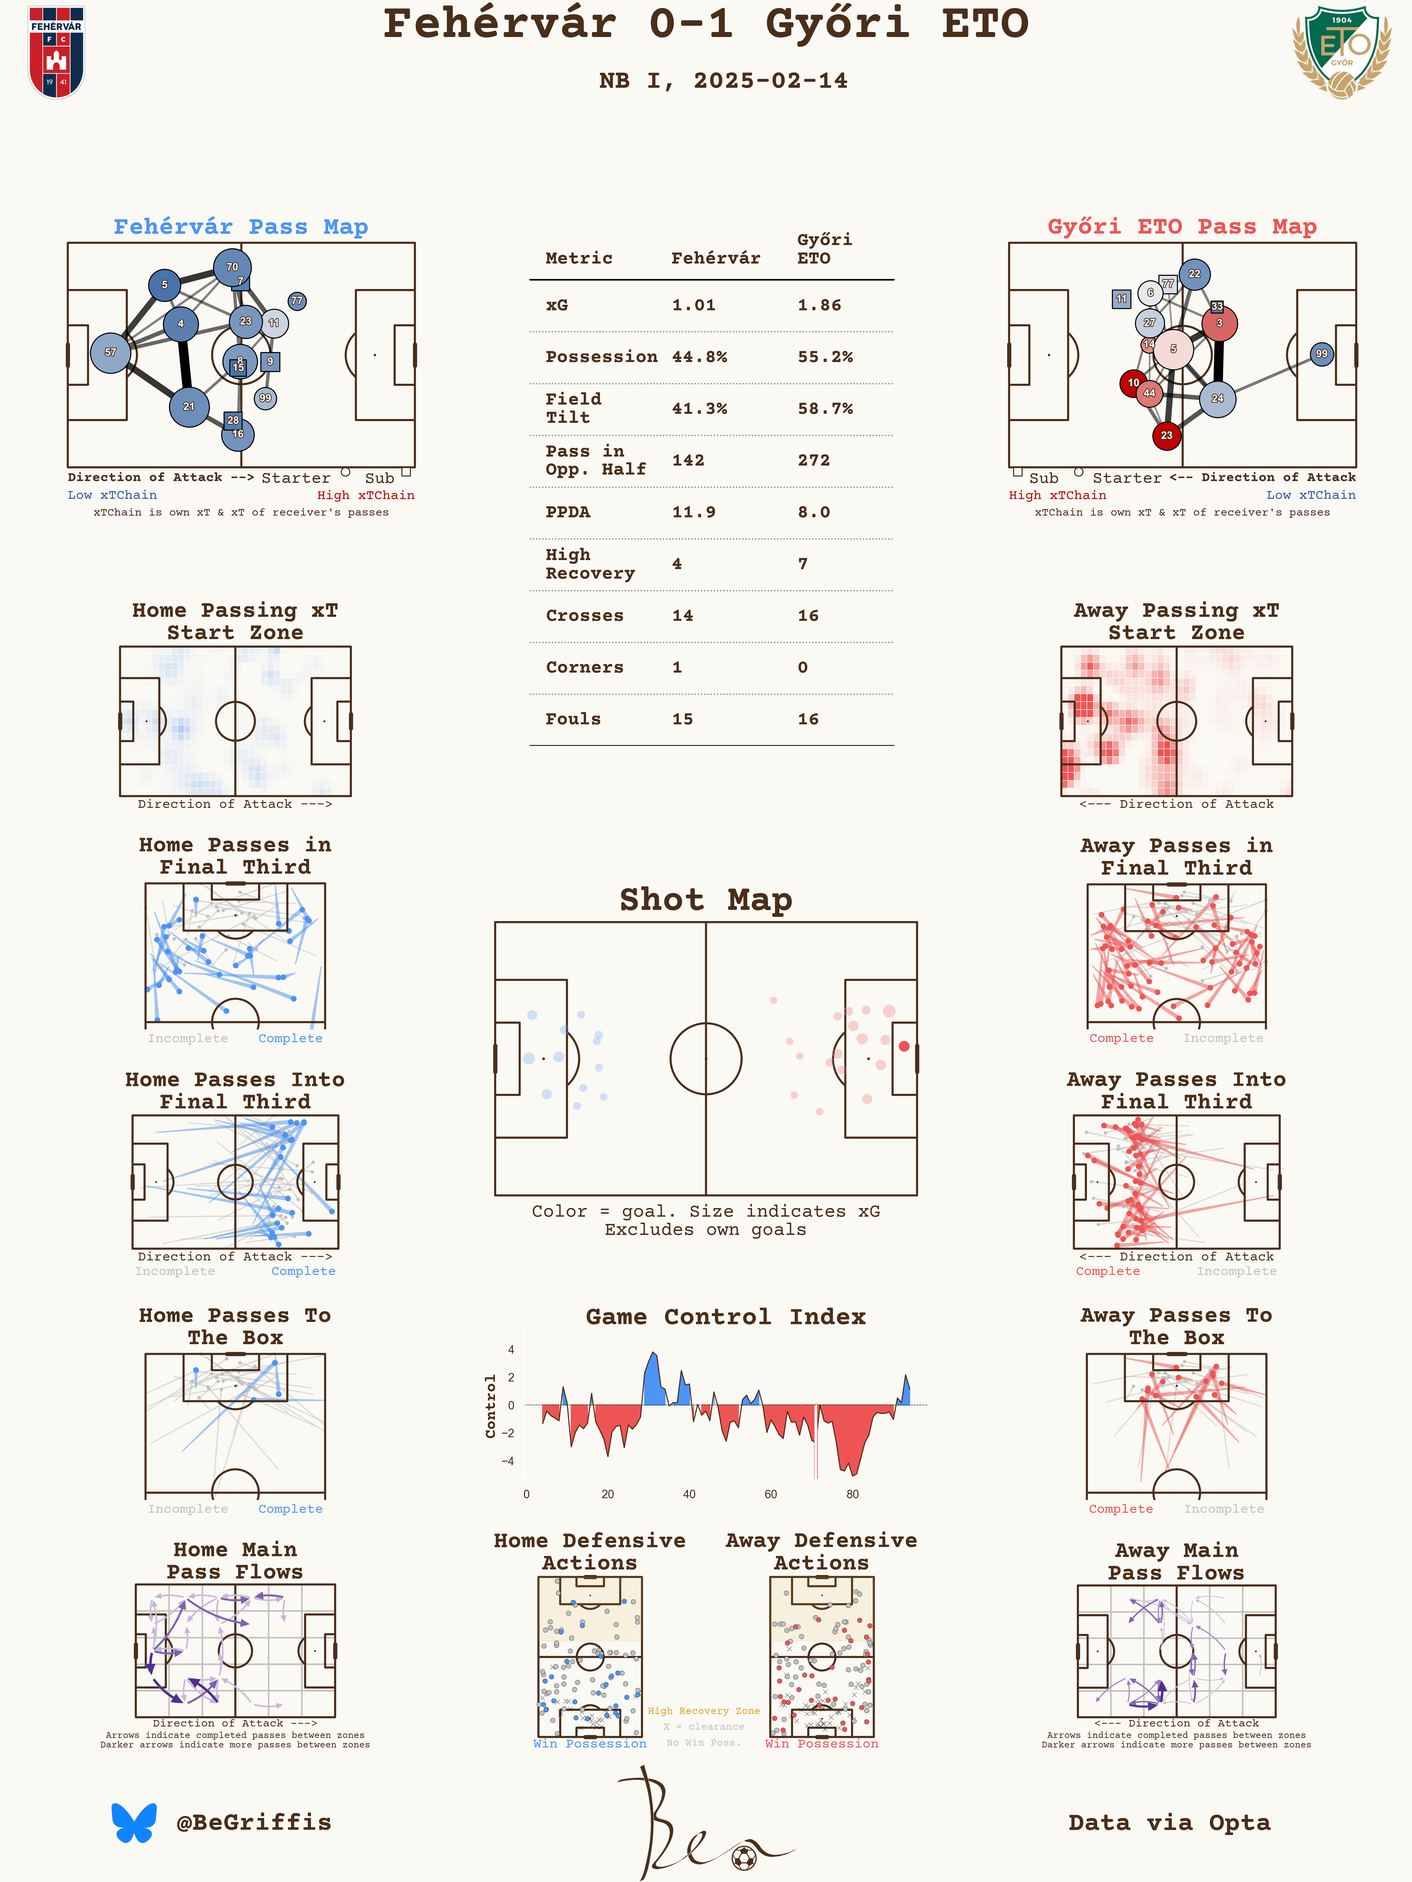 Fehérvár 0-1 Győri ETO
NB I, 2025-02-14
FEHÉRVÁR
F C
19 41
1904
ETO
GYŐR
Fehérvár Pass Map
70
7
5
77
4
23
11
57
8
15
9
99
21
28
16
Direction of Attack --> Starter Sub
Low xTChain High xTChain
xTChain is own xT & xT of receiver's passes
Metric Fehérvár Győri ETO
xG 1.01 1.86
Possession 44.8% 55.2%
Field Tilt 41.3% 58.7%
Pass in Opp. Half 142 272
PPDA 11.9 8.0
High Recovery 4 7
Crosses 14 16
Corners 1 0
Fouls 15 16
Győri ETO Pass Map
22
77
6
11
33
27
3
14
5
99
10
44
24
23
Sub Starter <-- Direction of Attack
High xTChain Low xTChain
xTChain is own xT & xT of receiver's passes
Home Passing xT
Start Zone
Direction of Attack --->
Away Passing xT
Start Zone
<--- Direction of Attack
Home Passes in
Final Third
Incomplete Complete
Shot Map
Color = goal. Size indicates xG
Excludes own goals
Away Passes in
Final Third
Complete Incomplete
Home Passes Into
Final Third
Direction of Attack --->
Incomplete Complete
Away Passes Into
Final Third
<--- Direction of Attack
Complete Incomplete
Home Passes To
The Box
Incomplete Complete
Game Control Index
Control
4
2
0
−2
−4
0 20 40 60 80
Away Passes To
The Box
Complete Incomplete
Home Main
Pass Flows
Direction of Attack --->
Arrows indicate completed passes between zones
Darker arrows indicate more passes between zones
Home Defensive
Actions
Win Possession
Away Defensive
Actions
Win Possession
High Recovery Zone
X = clearance
No Win Poss.
Away Main
Pass Flows
<--- Direction of Attack
Arrows indicate completed passes between zones
Darker arrows indicate more passes between zones
@BeGriffis
Ben
Data via Opta